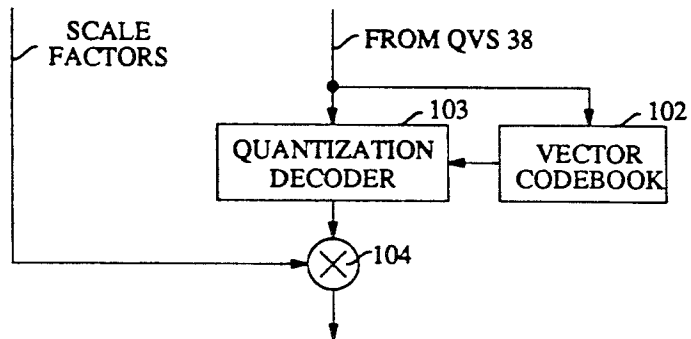 SCALE
FACTORS
FROM QVS 38
103
102
QUANTIZATION
DECODER
VECTOR
CODEBOOK
104